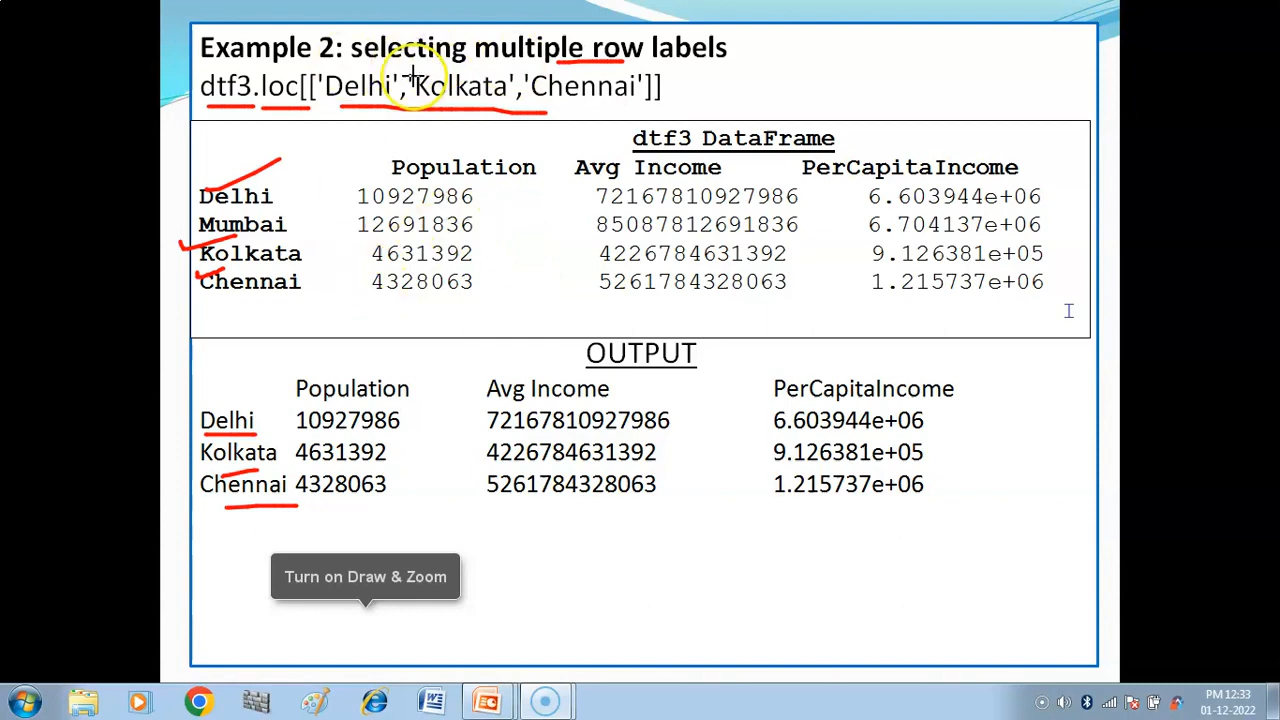 Example 2: selecting multiple row labels
dtf3.loc[['Delhi','Kolkata','Chennai']]
dtf3 DataFrame
Population Avg Income PerCapitaIncome
Delhi 10927986 72167810927986 6.603944e+06
Mumbai 12691836 85087812691836 6.704137e+06
Kolkata 4631392 4226784631392 9.126381e+05
Chennai 4328063 5261784328063 1.215737e+06
OUTPUT
Population Avg Income PerCapitaIncome
Delhi 10927986 72167810927986 6.603944e+06
Kolkata 4631392 4226784631392 9.126381e+05
Chennai 4328063 5261784328063 1.215737e+06
Turn on Draw & Zoom
PM 12:33
01-12-2022